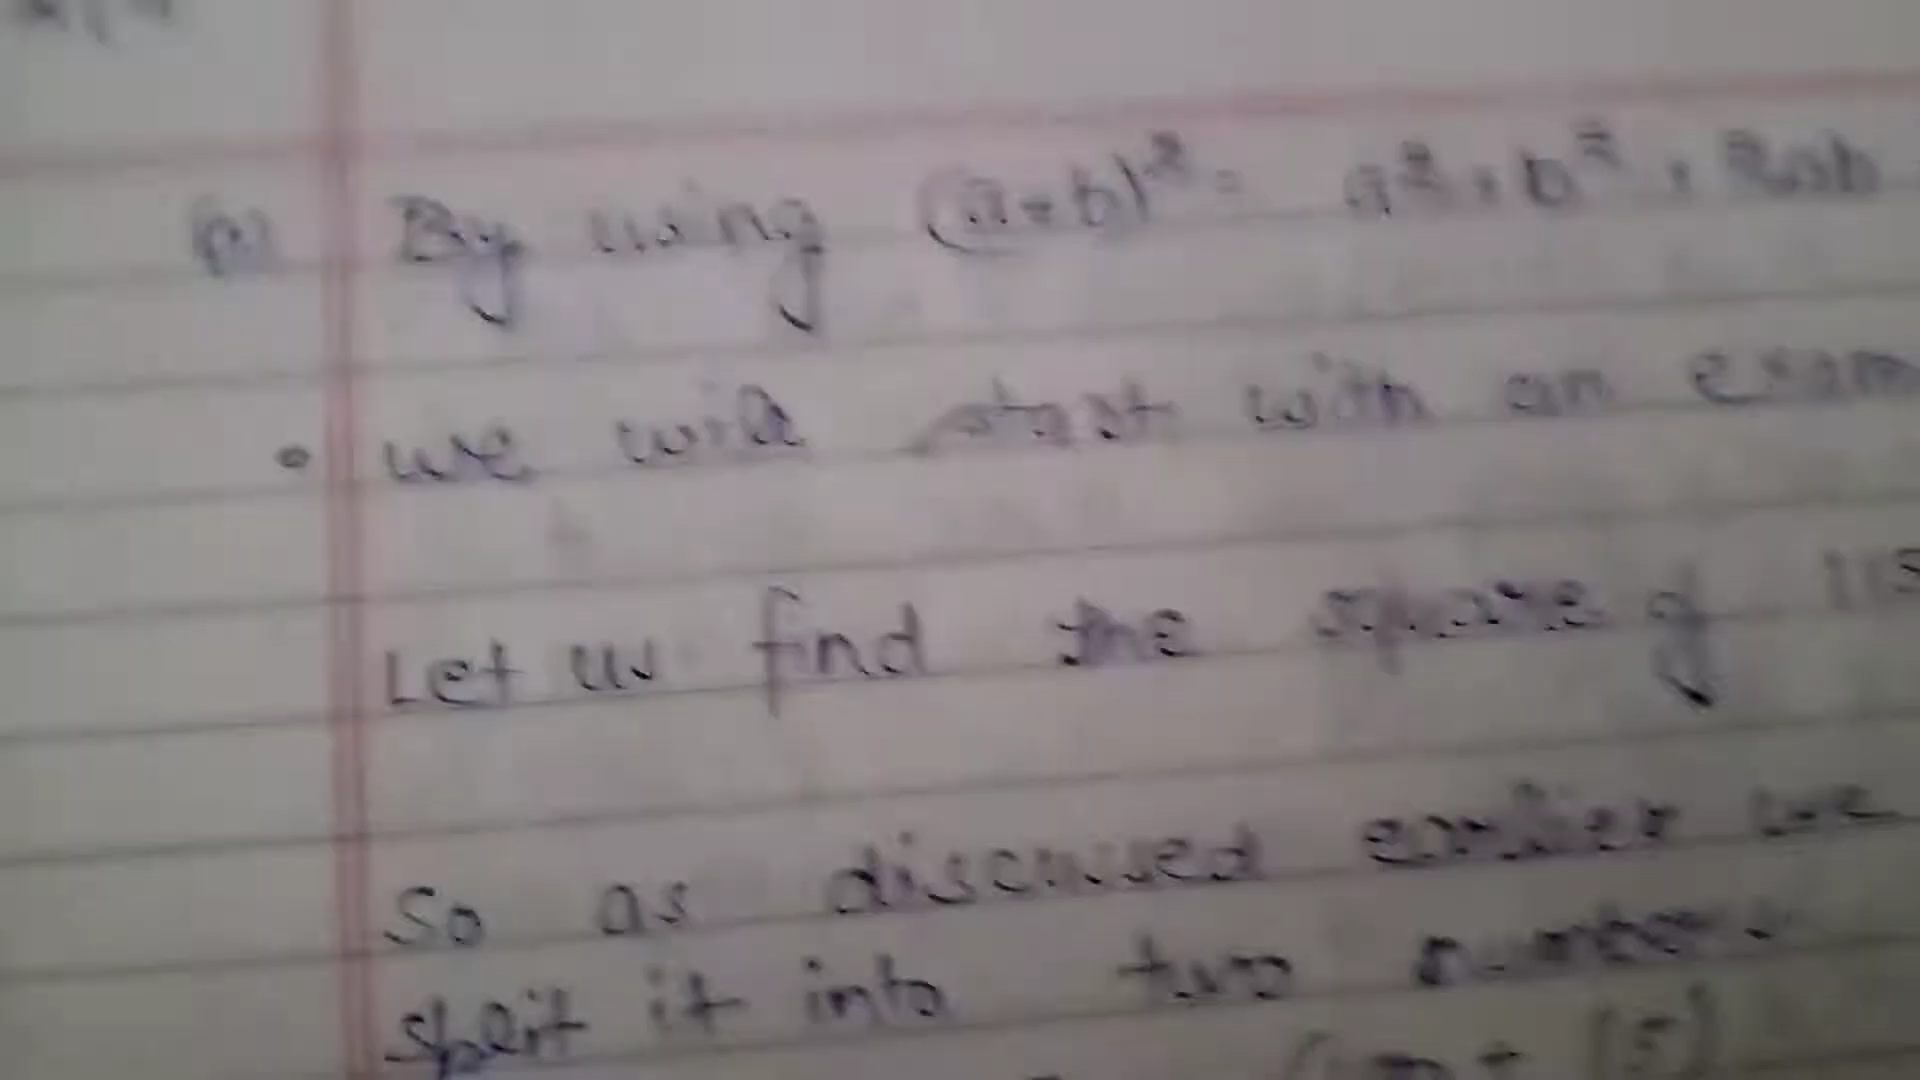 (a) By using (a+b)² = a² + b² + 2ab
• we will start with an exam
Let us find the square of 115
So as discussed earlier we
split it into two numbers